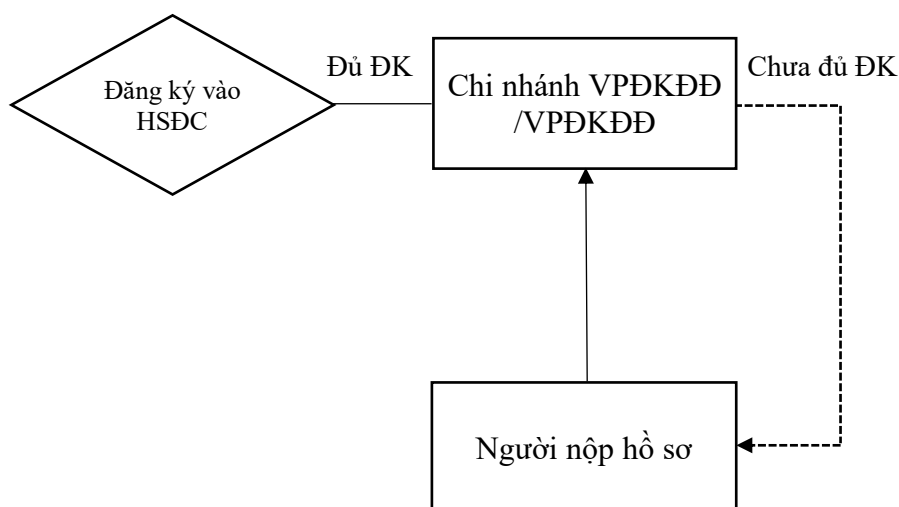 Đăng ký vào
HSĐC
Đủ ĐK
Chi nhánh VPĐKĐĐ
/VPĐKĐĐ
Chưa đủ ĐK
Người nộp hồ sơ